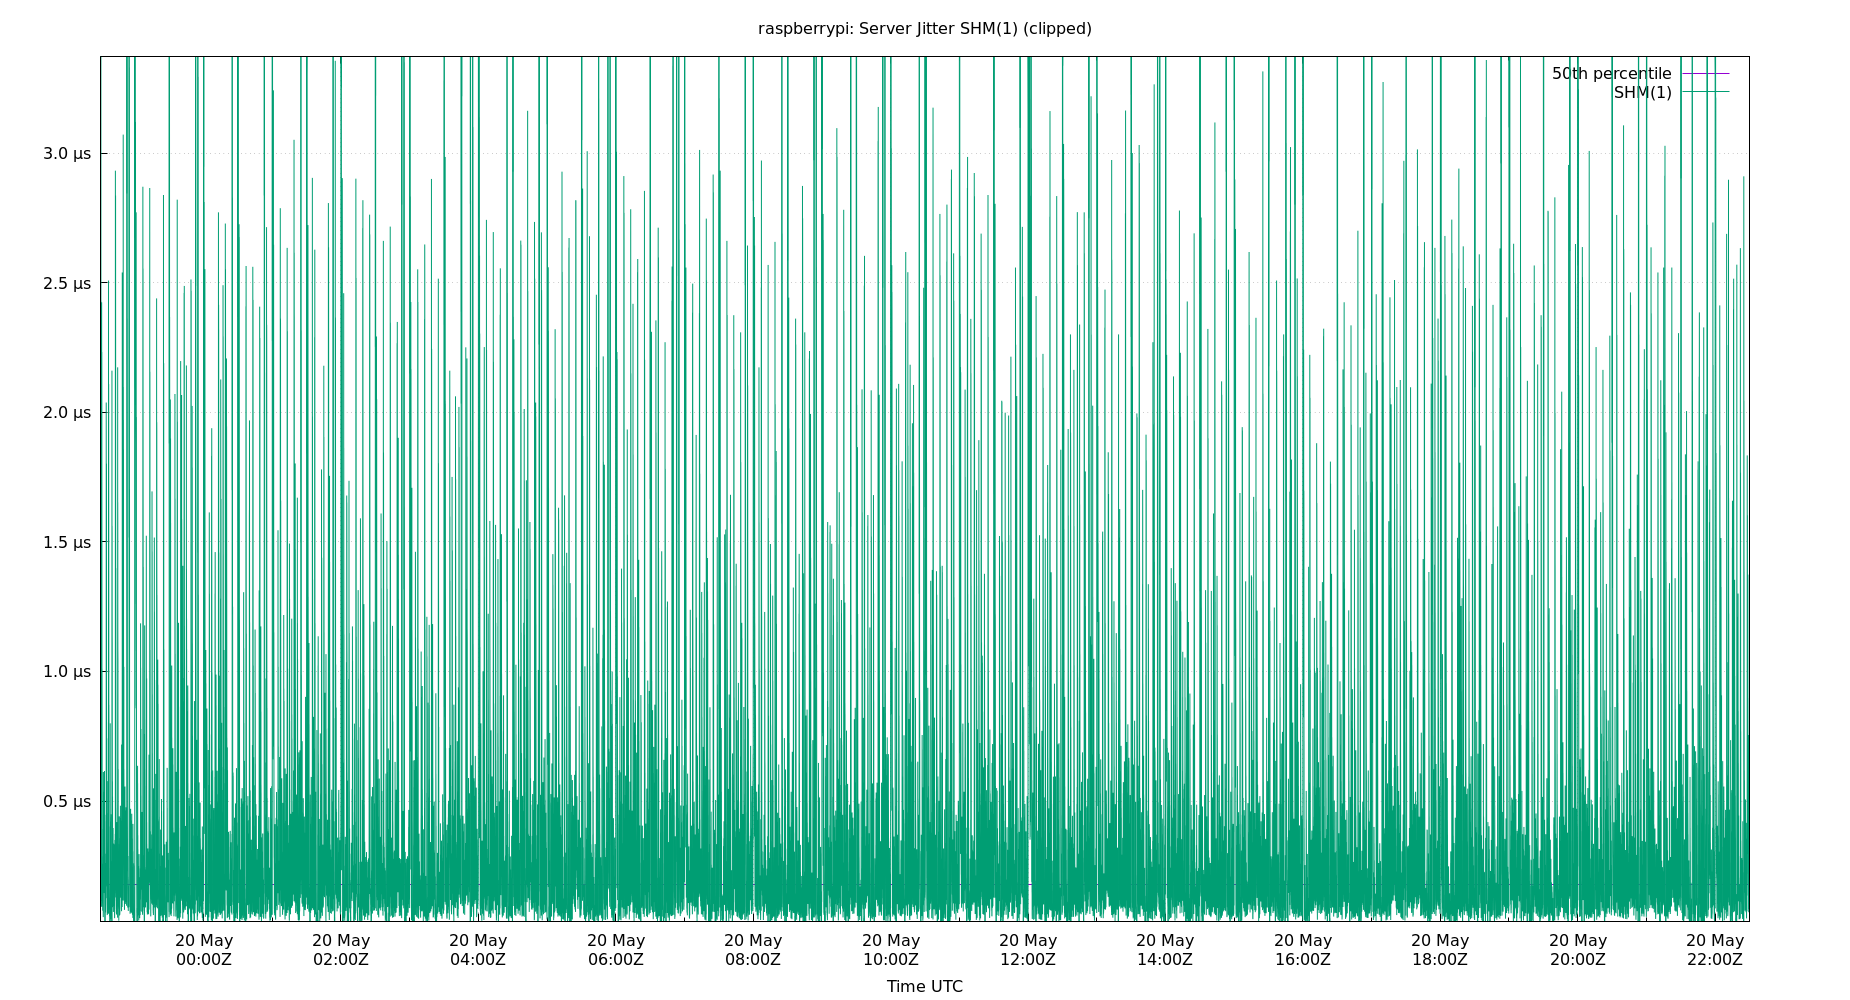 raspberrypi: Server Jitter SHM(1) (clipped)
50th percentile
SHM(1)
3.0 µs
2.5 µs
2.0 µs
1.5 µs
1.0 µs
0.5 µs
20 May 20 May 20 May 20 May 20 May 20 May 20 May 20 May 20 May 20 May 20 May 20 May
00:00Z 02:00Z 04:00Z 06:00Z 08:00Z 10:00Z 12:00Z 14:00Z 16:00Z 18:00Z 20:00Z 22:00Z
Time UTC